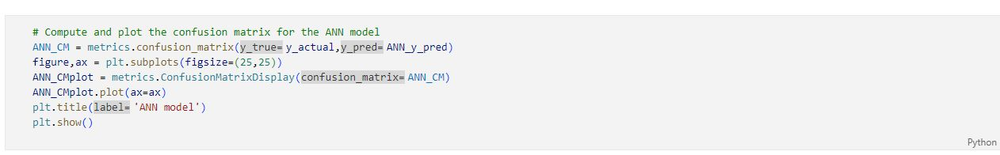 # Compute and plot the confusion matrix for the ANN model
ANN_CM = metrics.confusion_matrix(y_true= y_actual,y_pred= ANN_y_pred)
figure,ax = plt.subplots(figsize=(25,25))
ANN_CMplot = metrics.ConfusionMatrixDisplay(confusion_matrix= ANN_CM)
ANN_CMplot.plot(ax=ax)
plt.title(label= 'ANN model')
plt.show()
Python